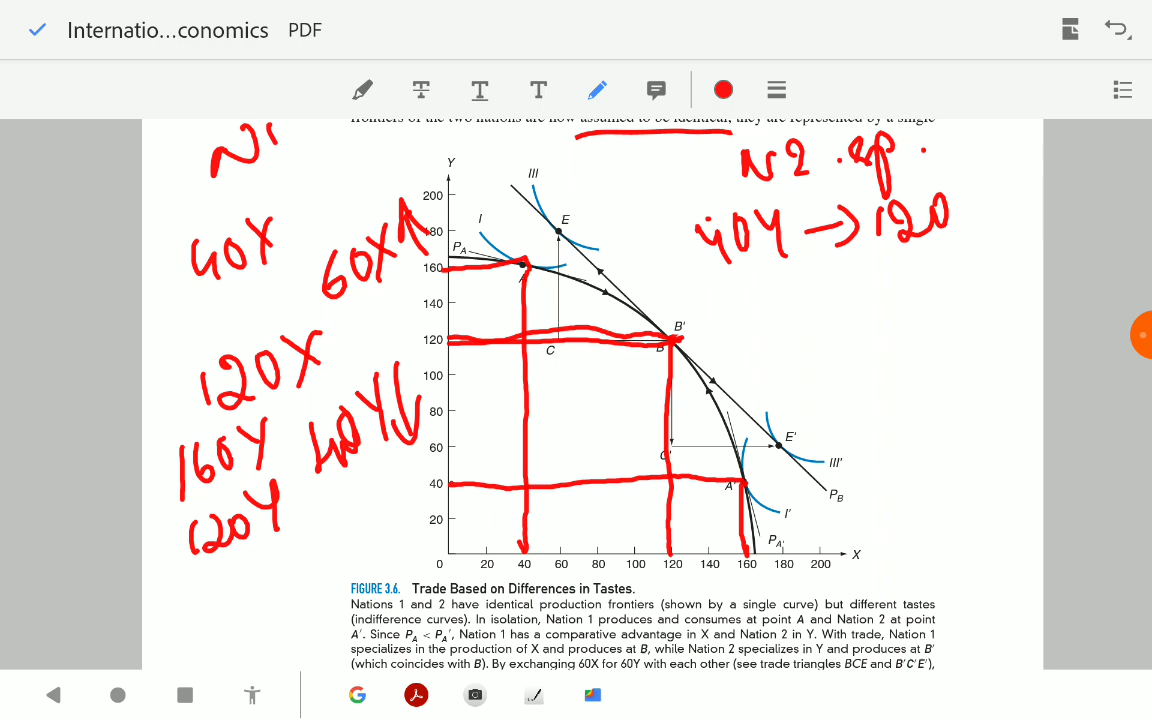 Internatio...conomics PDF
frontiers of the two nations are now assumed to be identical, they are represented by a single
N1
N2
40Y → 120
40X
60X
120X
160Y
40Y
120Y
Y
200
180
160
140
120
100
80
60
40
20
0 20 40 60 80 100 120 140 160 180 200 X
III
E
I
P_A
A
C
B
B'
C'
E'
III'
P_B
A'
I'
P_A'
FIGURE 3.6. Trade Based on Differences in Tastes.
Nations 1 and 2 have identical production frontiers (shown by a single curve) but different tastes
(indifference curves). In isolation, Nation 1 produces and consumes at point A and Nation 2 at point
A′. Since P_A < P_A′, Nation 1 has a comparative advantage in X and Nation 2 in Y. With trade, Nation 1
specializes in the production of X and produces at B, while Nation 2 specializes in Y and produces at B′
(which coincides with B). By exchanging 60X for 60Y with each other (see trade triangles BCE and B′C′E′),